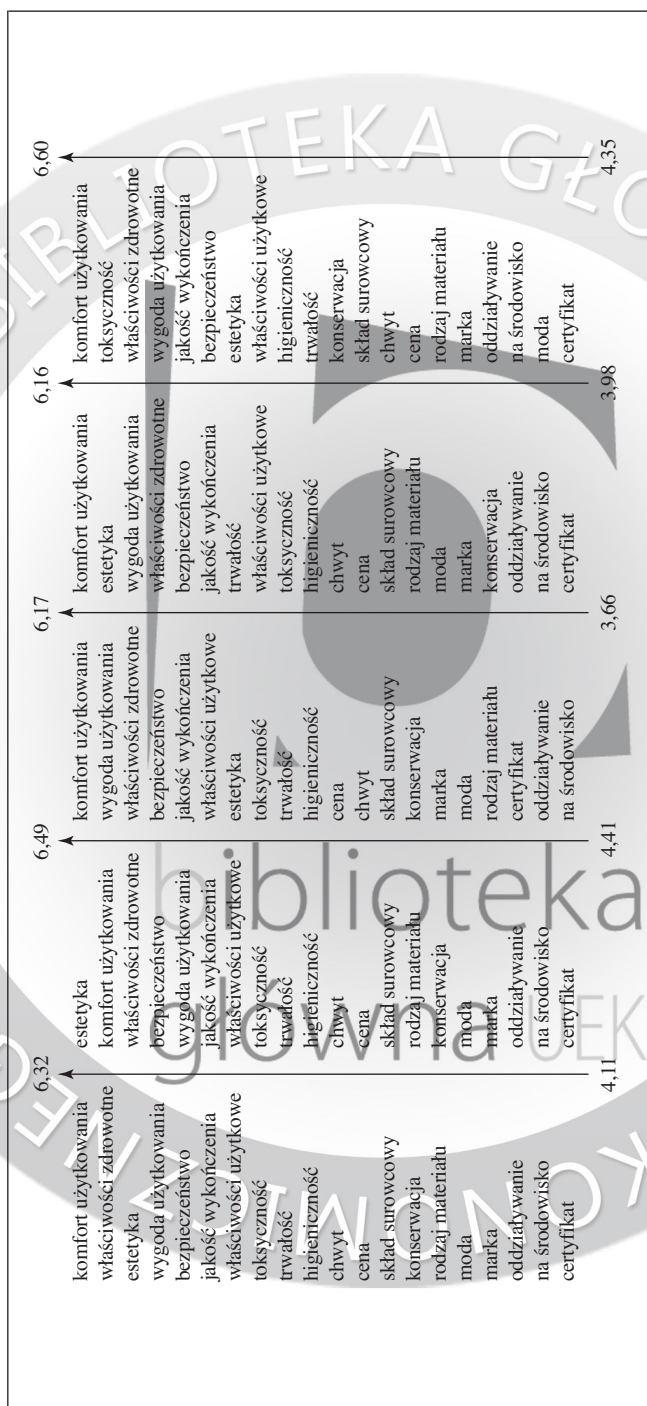 6,32
komfort użytkowania
właściwości zdrowotne
estetyka
wygoda użytkowania
bezpieczeństwo
jakość wykończenia
właściwości użytkowe
toksyczność
trwałość
higieniczność
chwyt
cena
skład surowcowy
konserwacja
rodzaj materiału
moda
marka
oddziaływanie
na środowisko
certyfikat
4,11
6,49
estetyka
komfort użytkowania
właściwości zdrowotne
bezpieczeństwo
wygoda użytkowania
jakość wykończenia
właściwości użytkowe
toksyczność
trwałość
higieniczność
chwyt
cena
skład surowcowy
rodzaj materiału
konserwacja
moda
marka
oddziaływanie
na środowisko
certyfikat
4,41
6,17
komfort użytkowania
wygoda użytkowania
właściwości zdrowotne
bezpieczeństwo
jakość wykończenia
właściwości użytkowe
estetyka
toksyczność
trwałość
higieniczność
cena
chwyt
skład surowcowy
konserwacja
marka
moda
rodzaj materiału
certyfikat
oddziaływanie
na środowisko
3,66
6,16
komfort użytkowania
estetyka
wygoda użytkowania
właściwości zdrowotne
bezpieczeństwo
jakość wykończenia
trwałość
właściwości użytkowe
toksyczność
higieniczność
chwyt
cena
skład surowcowy
rodzaj materiału
moda
marka
konserwacja
oddziaływanie
na środowisko
certyfikat
3,98
6,60
komfort użytkowania
toksyczność
właściwości zdrowotne
wygoda użytkowania
jakość wykończenia
bezpieczeństwo
estetyka
właściwości użytkowe
higieniczność
trwałość
konserwacja
skład surowcowy
chwyt
cena
rodzaj materiału
marka
oddziaływanie
na środowisko
moda
certyfikat
4,35
BIBLIOTEKA
biblioteka
główna UEK